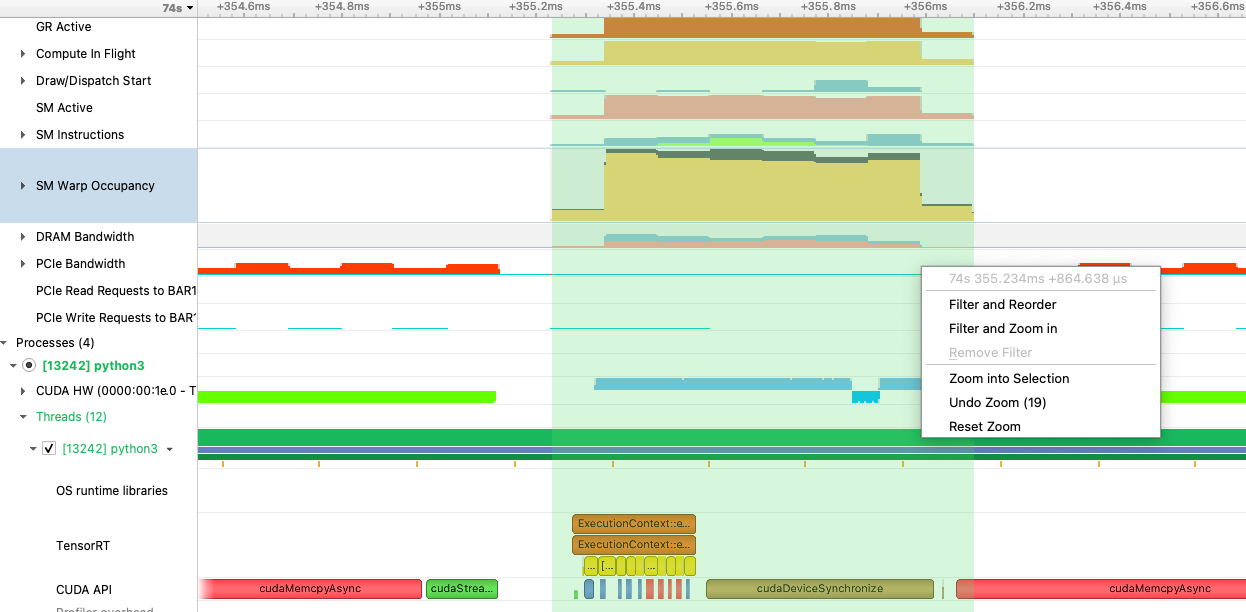 74s
+354.6ms +354.8ms +355ms +355.2ms +355.4ms +355.6ms +355.8ms +356ms +356.2ms +356.4ms +356.6ms
GR Active
Compute In Flight
Draw/Dispatch Start
SM Active
SM Instructions
SM Warp Occupancy
DRAM Bandwidth
PCIe Bandwidth
PCIe Read Requests to BAR1
PCIe Write Requests to BAR1
74s 355.234ms +864.638 µs
Filter and Reorder
Filter and Zoom in
Remove Filter
Zoom into Selection
Undo Zoom (19)
Reset Zoom
Processes (4)
[13242] python3
CUDA HW (0000:00:1e.0 - T
Threads (12)
[13242] python3
OS runtime libraries
TensorRT
ExecutionContext::e...
ExecutionContext::e...
... [... ...
CUDA API
cudaMemcpyAsync cudaStrea... cudaDeviceSynchronize cudaMemcpyAsync
Profiler overhead